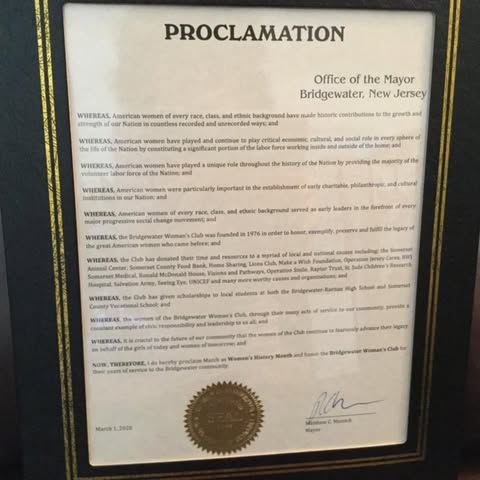 PROCLAMATION
Office of the Mayor
Bridgewater, New Jersey
WHEREAS, American women of every race, class, and ethnic background have made historic contributions to the growth and
strength of our Nation in countless recorded and unrecorded ways; and
WHEREAS, American women have played and continue to play critical economic, cultural, and social role in every sphere of
the life of the Nation by constituting a significant portion of the labor force working inside and outside of the home; and
WHEREAS, American women have played a unique role throughout the history of the Nation by providing the majority of the
volunteer labor force of the Nation; and
WHEREAS, American women were particularly important in the establishment of early charitable, philanthropic, and cultural
institutions in our Nation; and
WHEREAS, American women of every race, class, and ethnic background served as early leaders in the forefront of every
major progressive social change movement; and
WHEREAS, the Bridgewater Woman's Club was founded in 1976 in order to honor, exemplify, preserve and fulfill the legacy of
the great American women who came before; and
WHEREAS, the Club has donated their time and resources to a myriad of local and national causes including: the Somerset
Animal Center, Somerset County Food Bank, Home Sharing, Lions Club, Make a Wish Foundation, Operation Jersey Cares, RWJ
Somerset Medical, Ronald McDonald House, Visions and Pathways, Operation Smile, Raptor Trust, St. Jude Children's Research
Hospital, Salvation Army, Seeing Eye, UNICEF and many more worthy causes and organizations; and
WHEREAS, the Club has given scholarships to local students at both the Bridgewater-Raritan High School and Somerset
County Vocational School; and
WHEREAS, the women of the Bridgewater Woman's Club, through their many acts of service to our community, provide a
constant example of civic responsibility and leadership to us all; and
WHEREAS, it is crucial to the future of our community that the women of the Club continue to fearlessly advance their legacy
on behalf of the girls of today and women of tomorrow; and
NOW, THEREFORE, I do hereby proclaim March as Women's History Month and honor the Bridgewater Woman's Club for
their years of service to the Bridgewater community.
March 1, 2020
Matthew C. Moench
Mayor